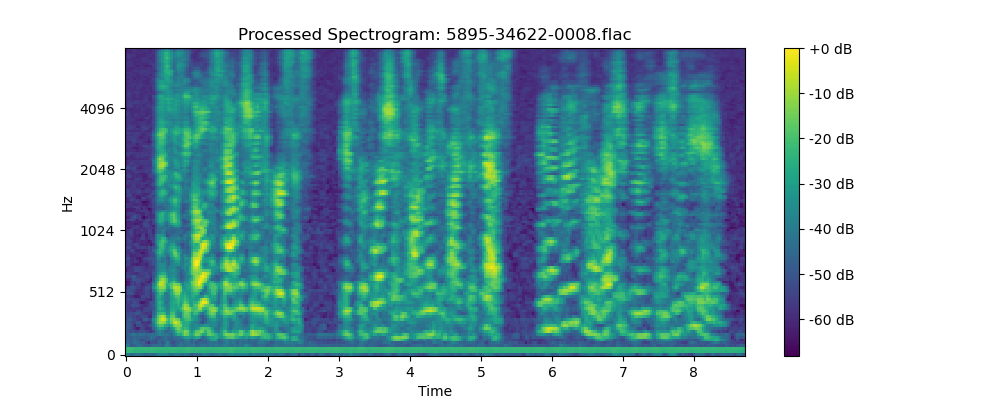 Processed Spectrogram: 5895-34622-0008.flac
Hz
4096
2048
1024
512
0
0 1 2 3 4 5 6 7 8
Time
+0 dB
-10 dB
-20 dB
-30 dB
-40 dB
-50 dB
-60 dB